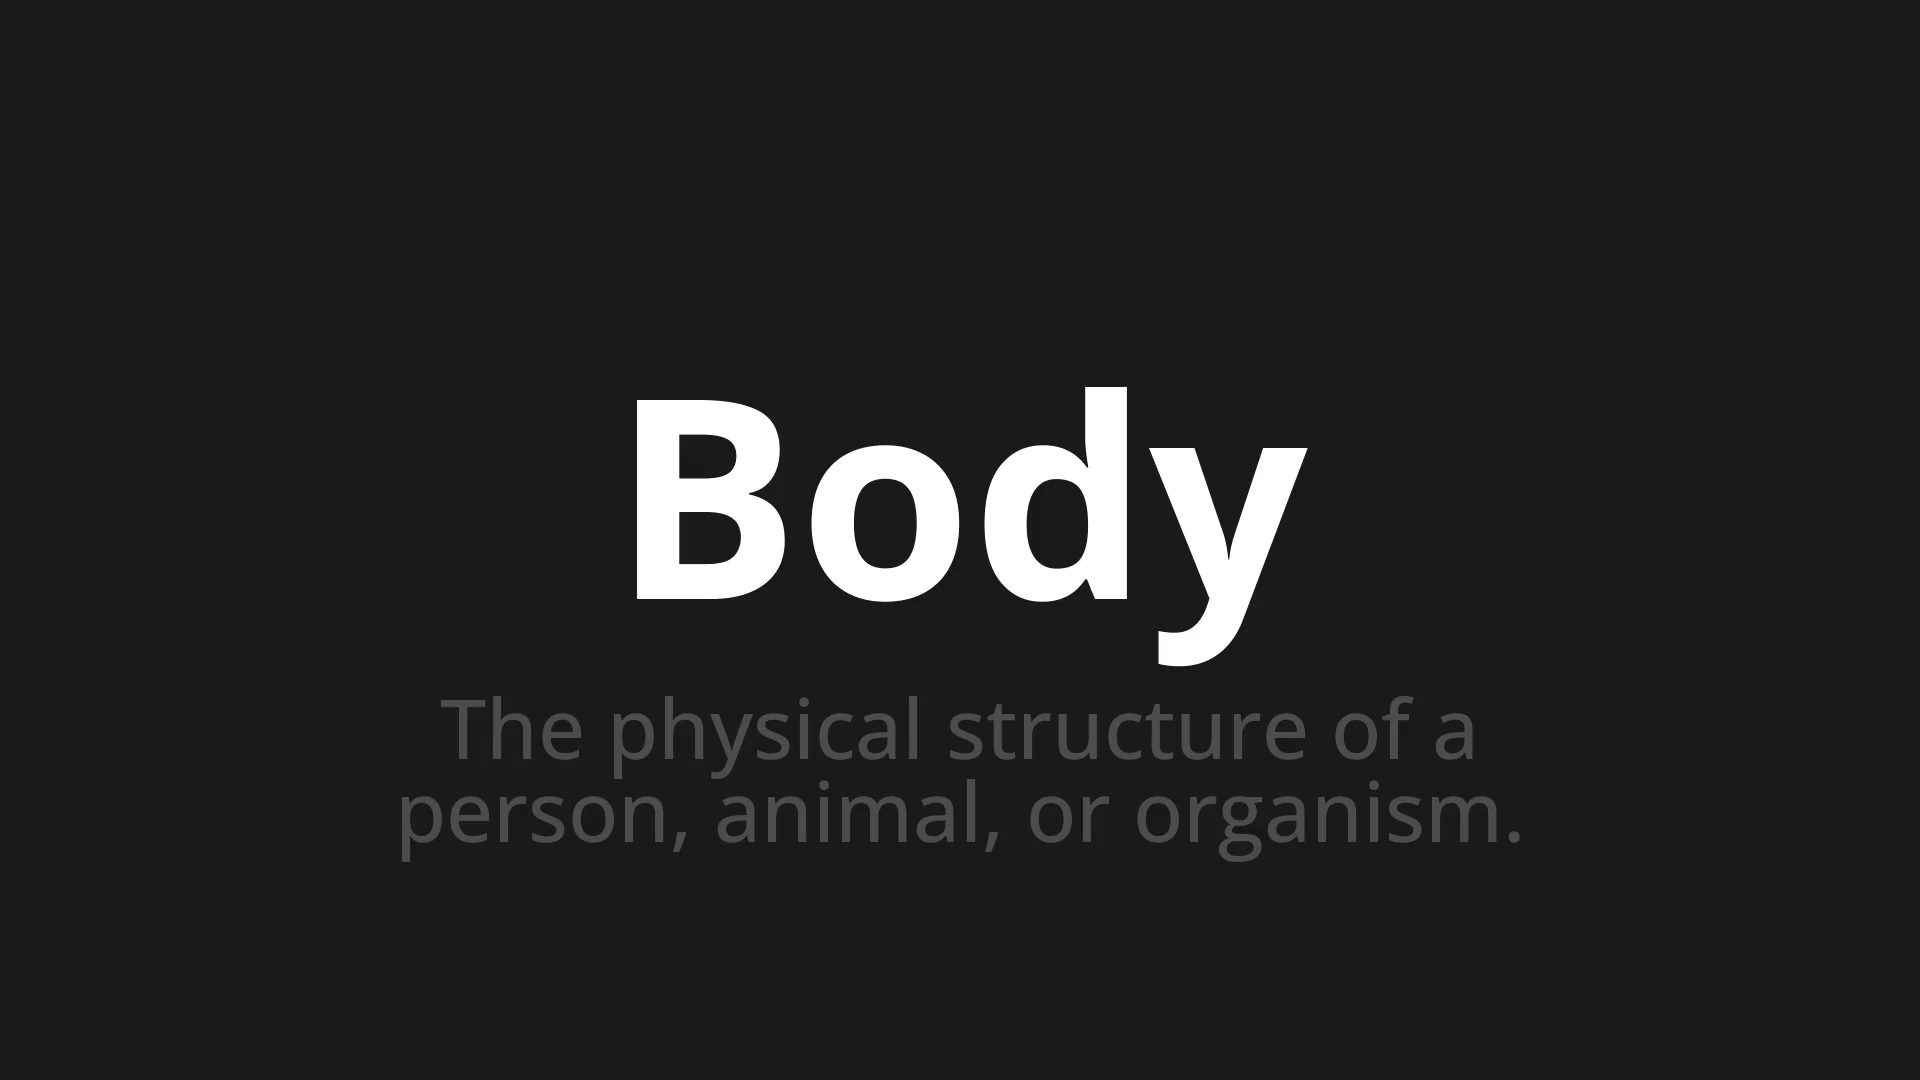 Body
The physical structure of a
person, animal, or organism.